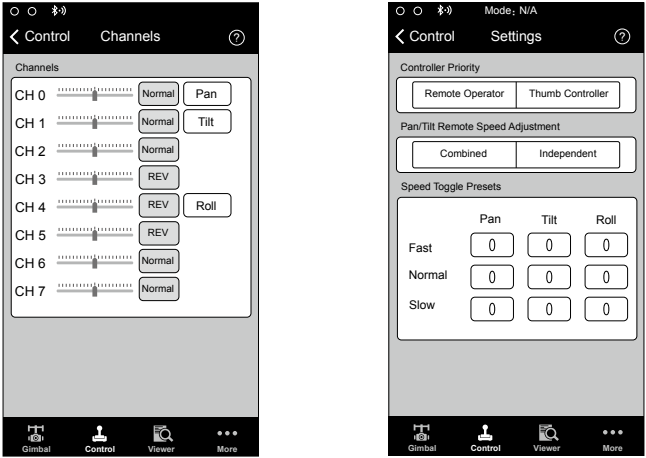 Control Channels ?
Channels
CH 0 Normal Pan
CH 1 Normal Tilt
CH 2 Normal
CH 3 REV
CH 4 REV Roll
CH 5 REV
CH 6 Normal
CH 7 Normal
Gimbal Control Viewer More
Mode: N/A
Control Settings ?
Controller Priority
Remote Operator Thumb Controller
Pan/Tilt Remote Speed Adjustment
Combined Independent
Speed Toggle Presets
Pan Tilt Roll
Fast 0 0 0
Normal 0 0 0
Slow 0 0 0
Gimbal Control Viewer More